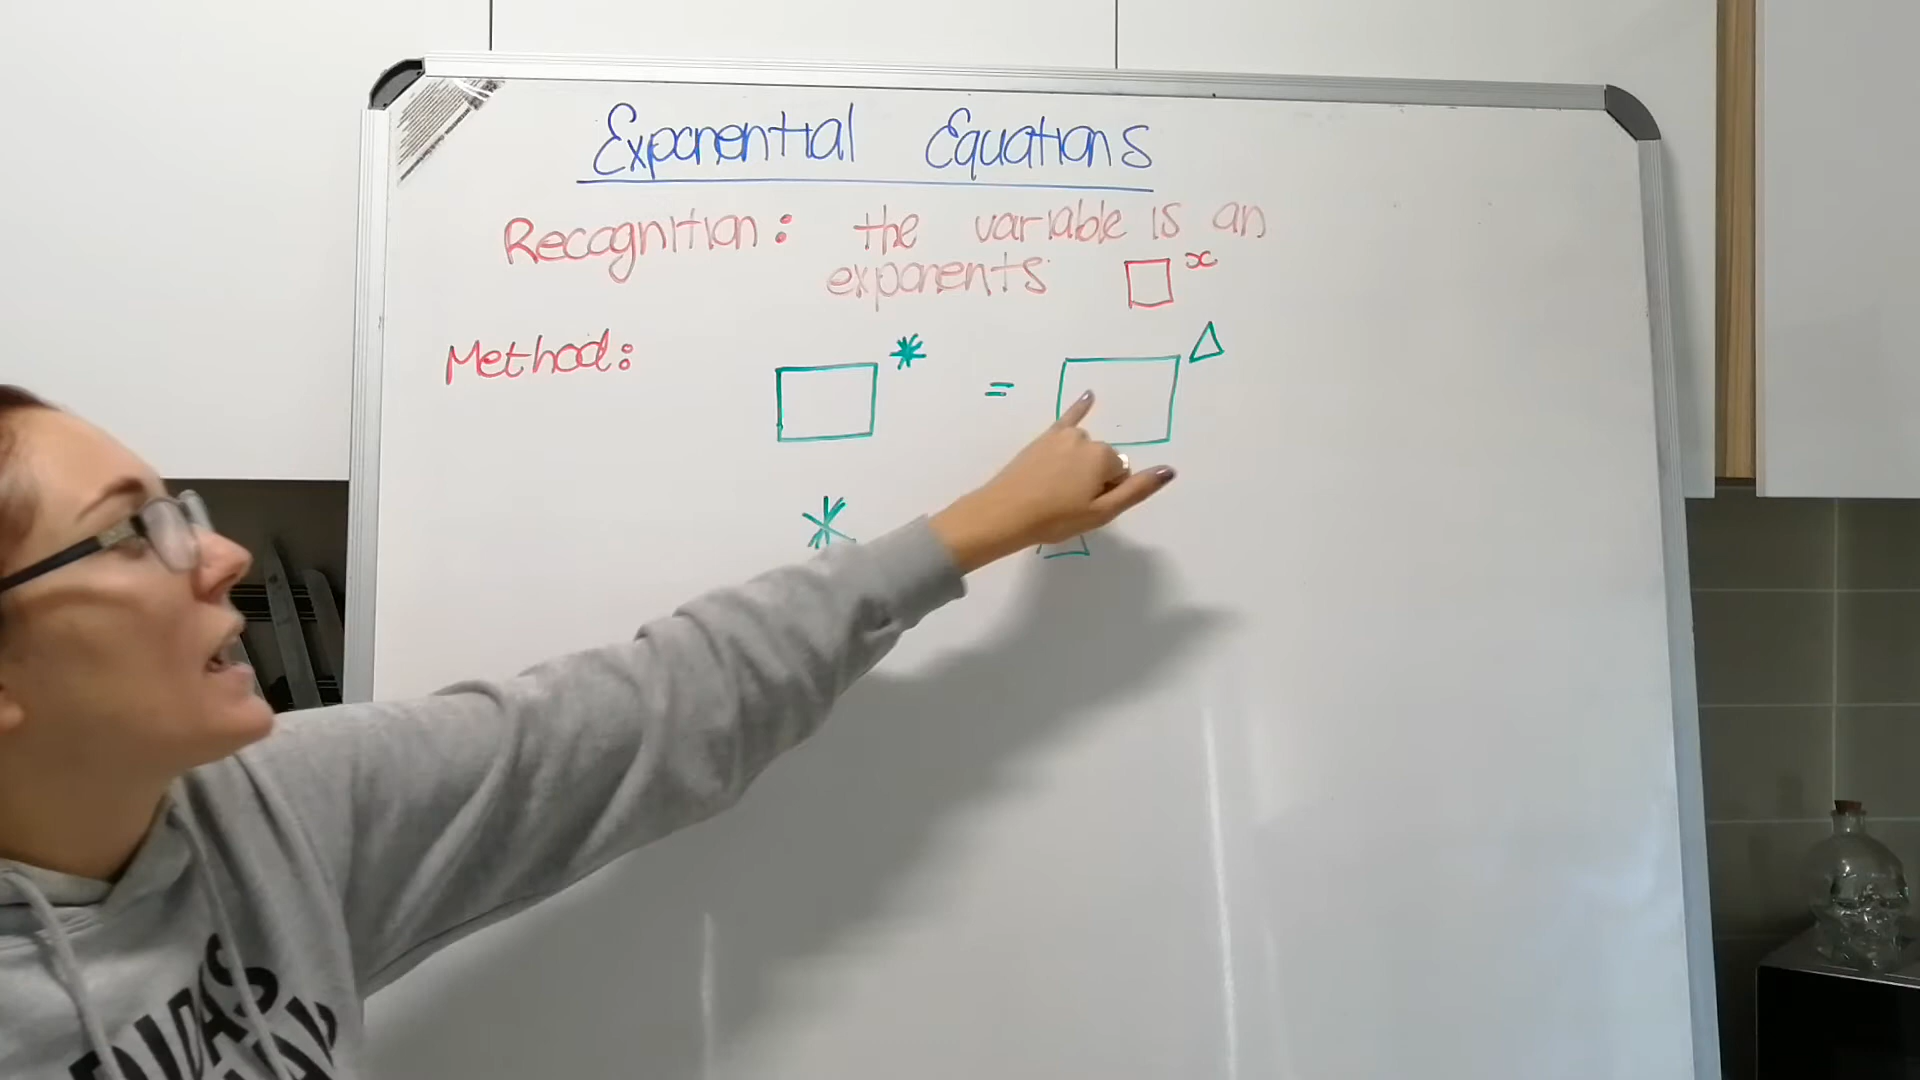 Exponential Equations
Recognition: the variable is an
exponents □ˣ
Method: □* = □△
* △